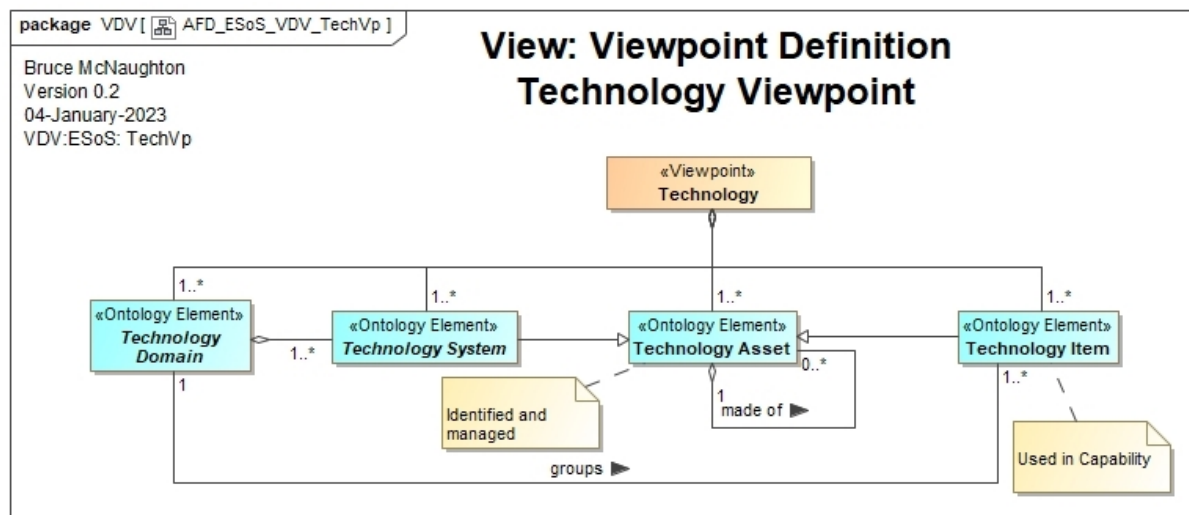 package VDV [ AFD_ESoS_VDV_TechVp ]
View: Viewpoint Definition
Technology Viewpoint
Bruce McNaughton
Version 0.2
04-January-2023
VDV:ESoS: TechVp
«Viewpoint»
Technology
1..*
1..*
1..*
1..*
«Ontology Element»
Technology
Domain
1..*
«Ontology Element»
Technology System
«Ontology Element»
Technology Asset
«Ontology Element»
Technology Item
0..*
1
1
1..*
made of
Identified and
managed
Used in Capability
groups